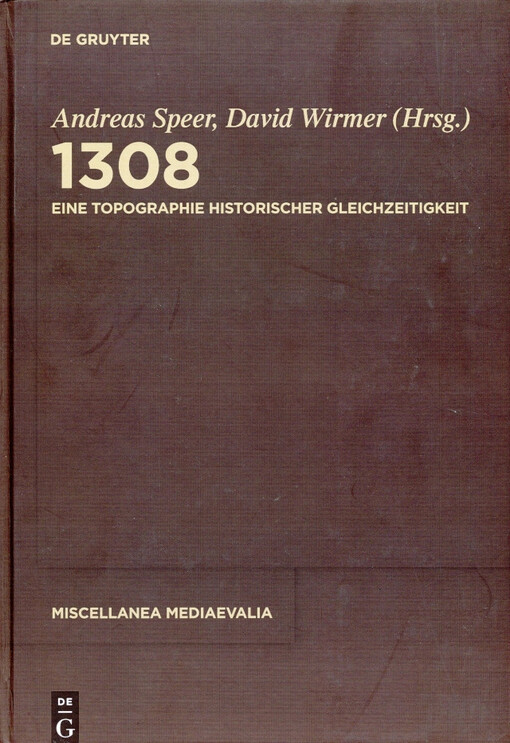 DE GRUYTER
Andreas Speer, David Wirmer (Hrsg.)
1308
EINE TOPOGRAPHIE HISTORISCHER GLEICHZEITIGKEIT
MISCELLANEA MEDIAEVALIA
DE
G